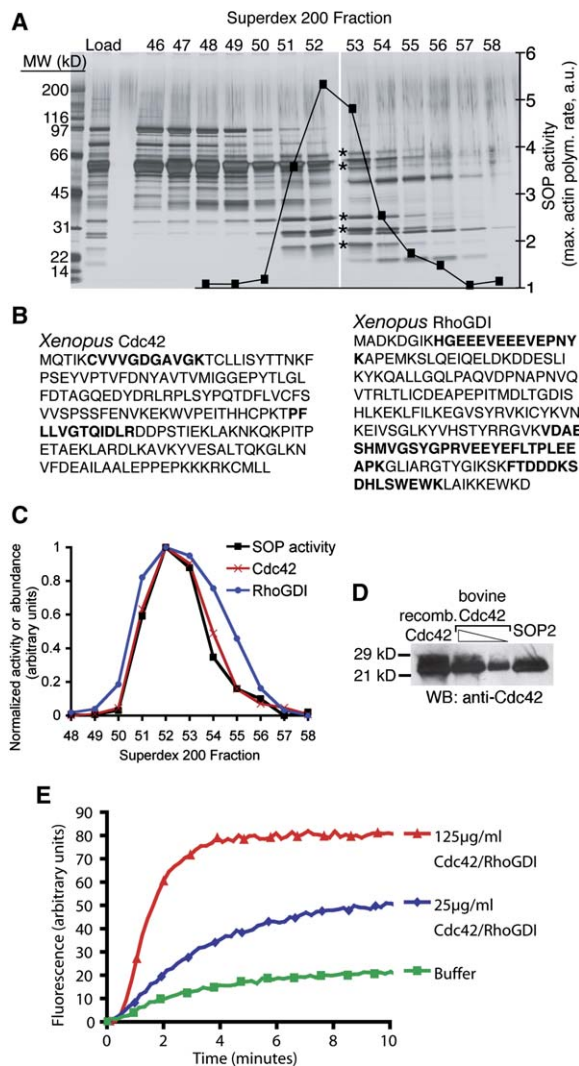 Superdex 200 Fraction
A
Load 46 47 48 49 50 51 52 53 54 55 56 57 58
MW (kD)
200
116
97
66
45
31
22
14
*
*
*
*
*
6
5
4
3
2
1
SOP activity
(max. actin polym. rate, a.u.)
B
Xenopus Cdc42
MQTIKCVVVGDGAVGKTCLLISYTTNKF
PSEYVPTVFDNYAVTVMIGGEPYTLGL
FDTAGQEDYDRLRPLSYPQTDVFLVCFS
VVSPSSFENVKEKWVPEITHHCPKTPF
LLVGTQIDLRDDPSTIEKLAKNKQKPITP
ETAEKLARDLKAVKYVESALTQKGLKN
VFDEAILAALEPPEPKKKRKCMLL
Xenopus RhoGDI
MADKDGIKHGEEEVEEEVEPNY
KAPEMKSLQEIQELDKDDESLI
KYKQALLGQLPAQVDPNAPNVQ
VTRLTLICDEAPEPITMDLTGDIS
HLKEKLFILKEGVSYRVKICYKVN
KEIVSGLKYVHSTYRRGVKVDAE
SHMVGSYGPRVEEYEFLTPLEE
APKGLIARGTYGIKSKFTDDDKS
DHLSWEWKLAIKKEWKD
C
Normalized activity or abundance
(arbitrary units)
1
0.8
0.6
0.4
0.2
0
48 49 50 51 52 53 54 55 56 57 58
Superdex 200 Fraction
SOP activity
Cdc42
RhoGDI
D
bovine
recomb. Cdc42
Cdc42 SOP2
29 kD
21 kD
WB: anti-Cdc42
E
Fluorescence (arbitrary units)
90
80
70
60
50
40
30
20
10
0
0 2 4 6 8 10
Time (minutes)
125µg/ml
Cdc42/RhoGDI
25µg/ml
Cdc42/RhoGDI
Buffer